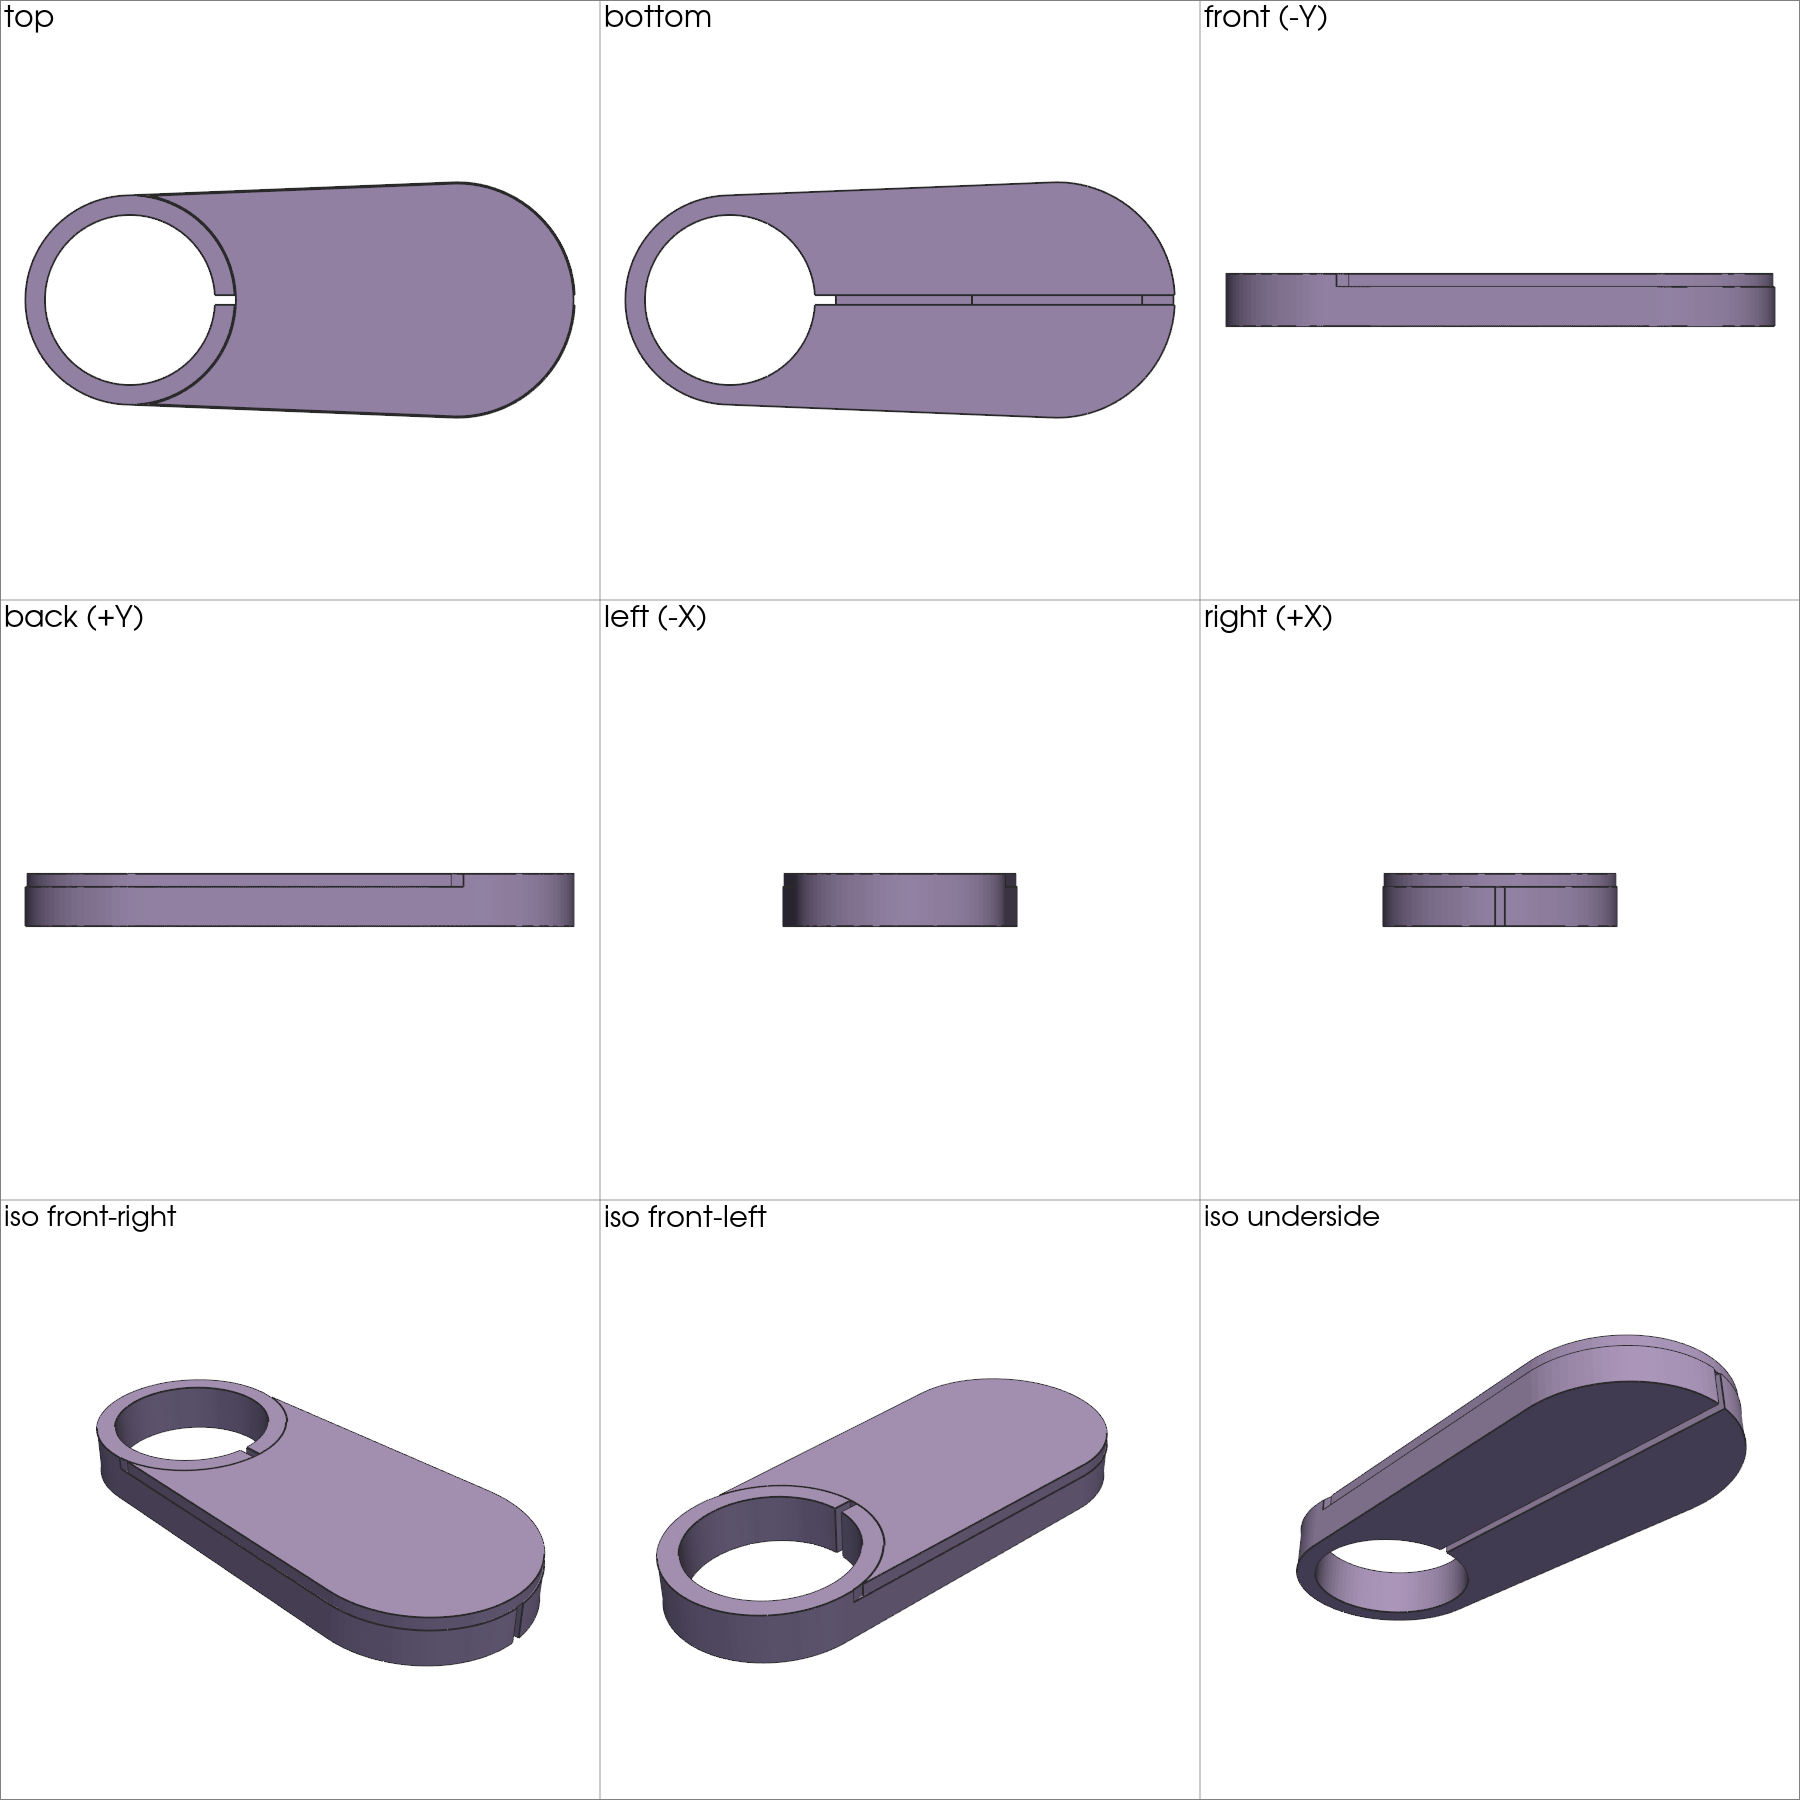 top
bottom
front (-Y)
back (+Y)
left (-X)
right (+X)
iso front-right
iso front-left
iso underside